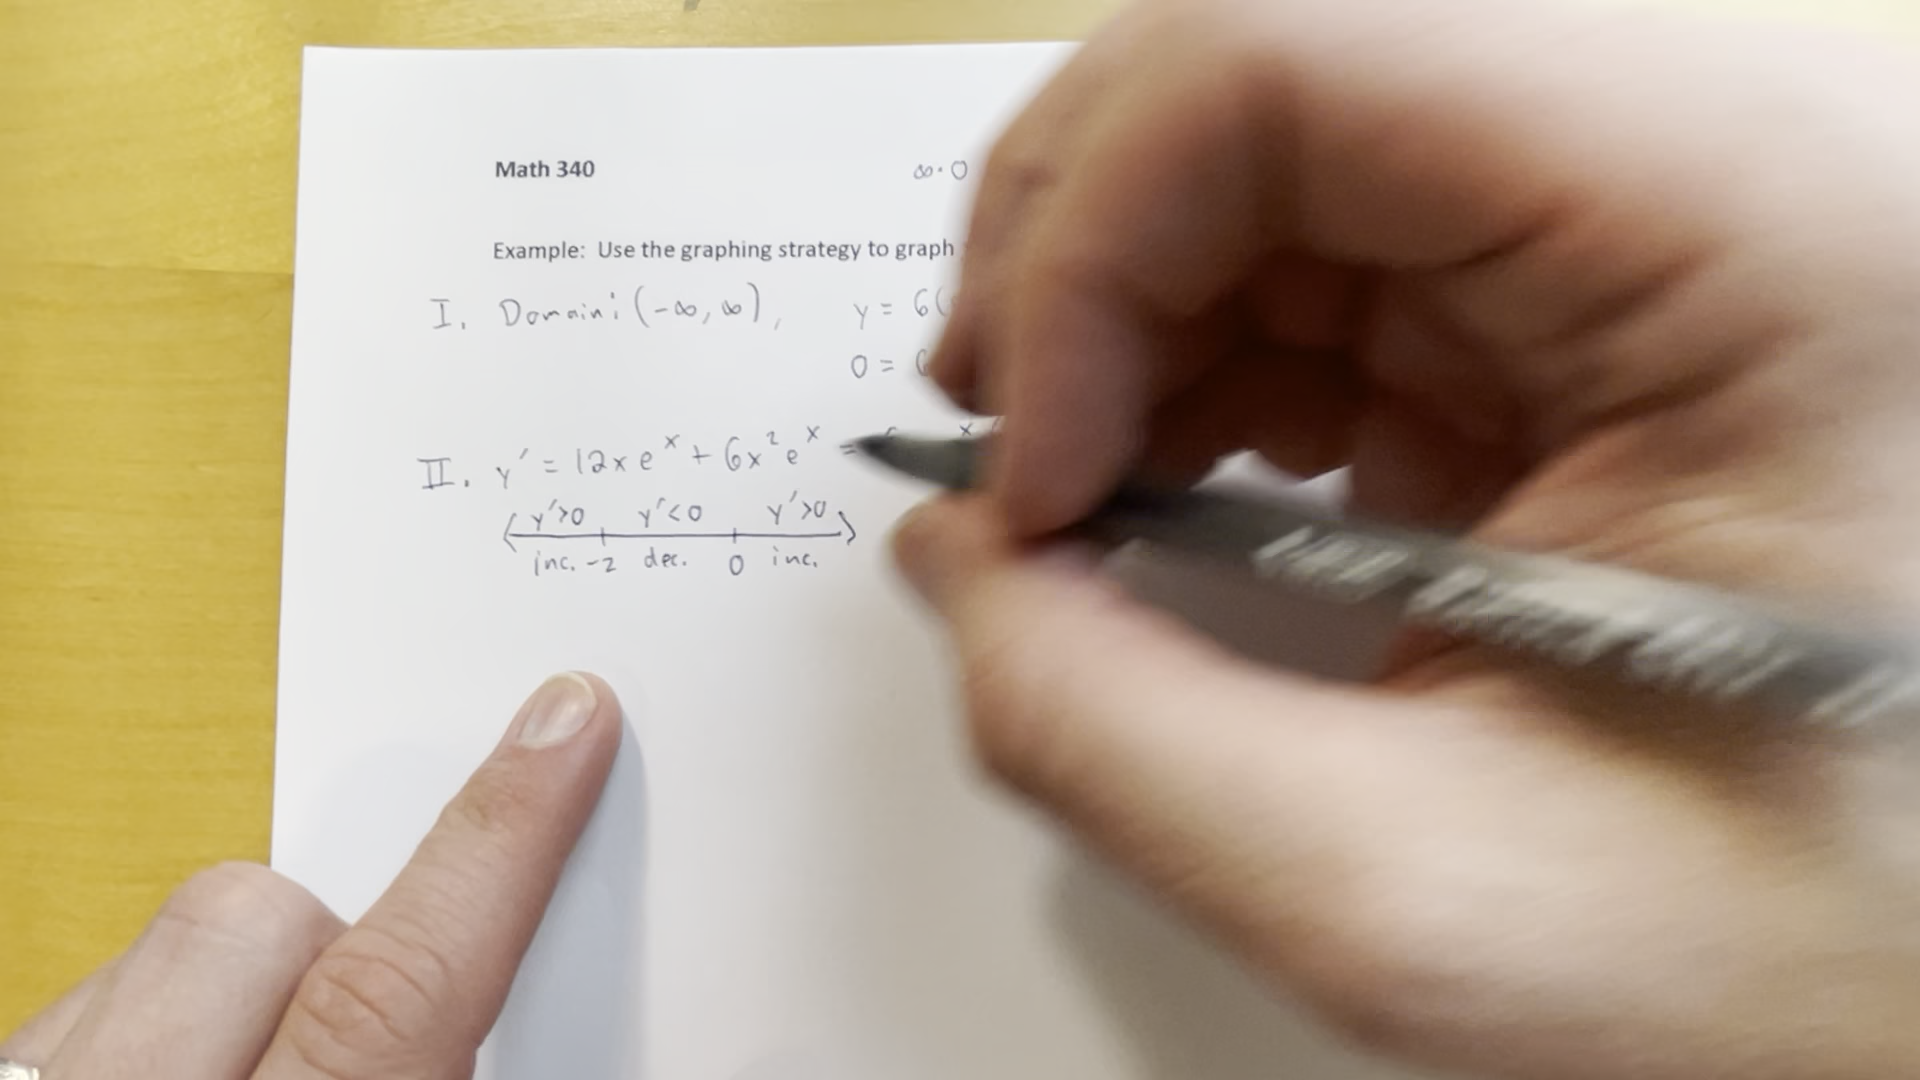 Math 340
∞·0
Example: Use the graphing strategy to graph
I. Domain: (-∞, ∞), y = 6(
0 = 6
II. y' = 12xe^x + 6x^2e^x =
y'>0 y'<0 y'>0
inc. -2 dec. 0 inc.